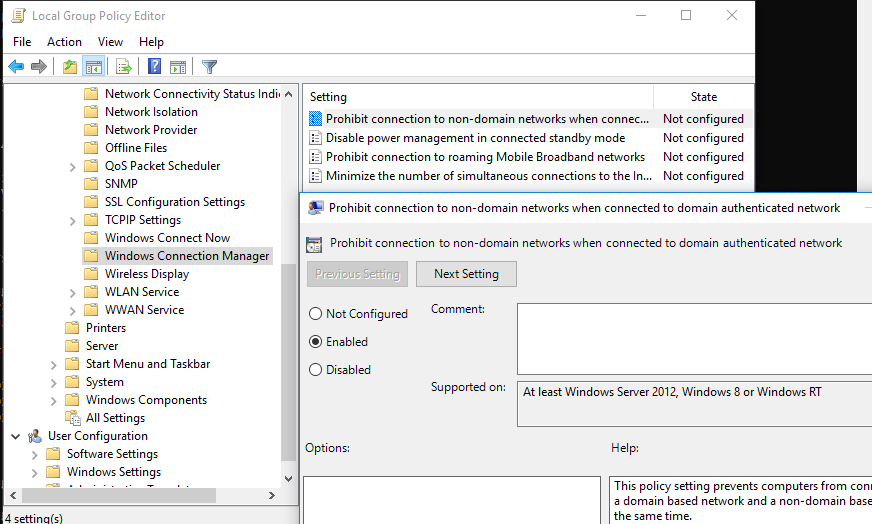 Local Group Policy Editor
File Action View Help
Network Connectivity Status Indi
Network Isolation
Network Provider
Offline Files
QoS Packet Scheduler
SNMP
SSL Configuration Settings
TCPIP Settings
Windows Connect Now
Windows Connection Manager
Wireless Display
WLAN Service
WWAN Service
Printers
Server
Start Menu and Taskbar
System
Windows Components
All Settings
User Configuration
Software Settings
Windows Settings
4 setting(s)
Setting State
Prohibit connection to non-domain networks when connec... Not configured
Disable power management in connected standby mode Not configured
Prohibit connection to roaming Mobile Broadband networks Not configured
Minimize the number of simultaneous connections to the In... Not configured
Prohibit connection to non-domain networks when connected to domain authenticated network
Prohibit connection to non-domain networks when connected to domain authenticated network
Previous Setting Next Setting
Not Configured
Enabled
Disabled
Comment:
Supported on:
At least Windows Server 2012, Windows 8 or Windows RT
Options:
Help:
This policy setting prevents computers from conn
a domain based network and a non-domain base
the same time.